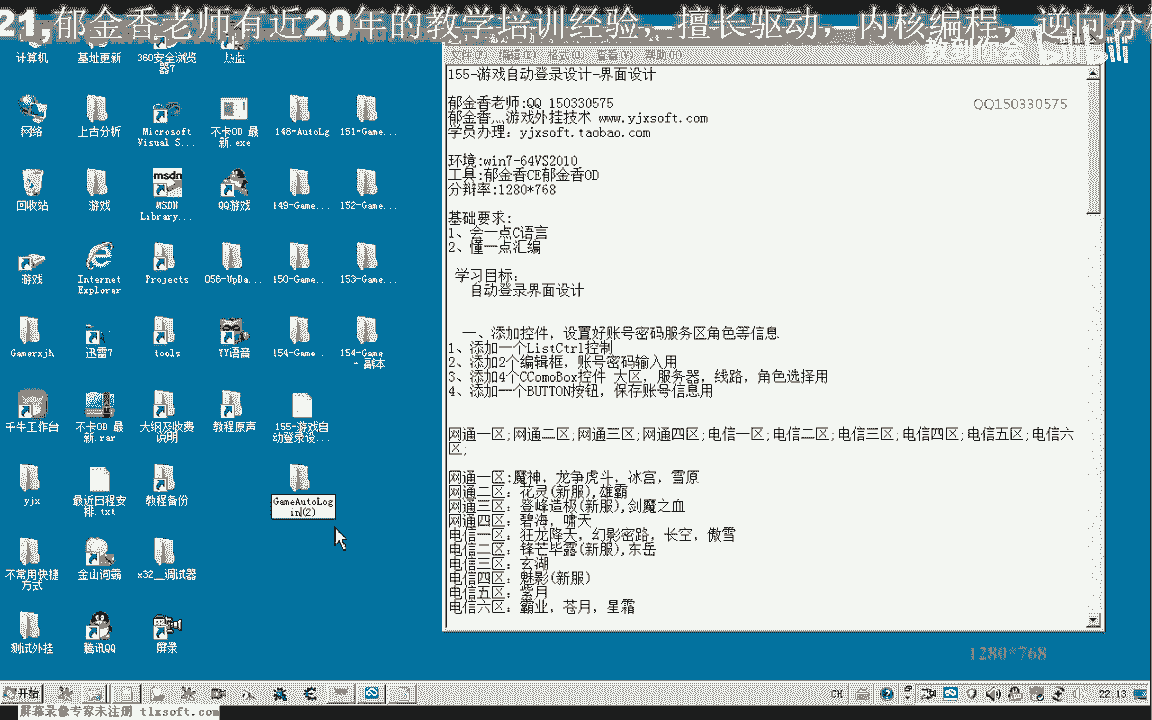 21,郁金香老师有近20年的教学培训经验，擅长驱动，内核编程，逆向分
教到你会
bilibili
计算机
基址更新
360安全浏览器7
热盘
网络
上古分析
Microsoft Visual S...
不卡OD 最新.exe
148-AutoLg
151-Game...
回收站
游戏
MSDN Library...
QQ游戏
149-Game...
152-Game...
游戏
Internet Explorer
Projects
056-UpDa...
150-Game...
153-Game...
Gamerxjh
迅雷7
tools
YY语音
154-Game...
154-Game - 副本
千牛工作台
不卡OD 最新.rar
大纲及收费说明
教程原声
155-游戏自动登录设...
yjx
最近日程安排.txt
教程备份
GameAutoLogin(2)
不常用快捷方式
金山词霸
x32__调试器
测试外挂
腾讯QQ
屏录
155-游戏自动登录设计-界面设计
郁金香老师:QQ 150330575
QQ150330575
郁金香灬游戏外挂技术 www.yjxsoft.com
学员办理：yjxsoft.taobao.com
环境:win7-64VS2010
工具:郁金香CE郁金香OD
分辩率:1280*768
基础要求:
1、会一点C语言
2、懂一点汇编
学习目标：
自动登录界面设计
一、添加控件，设置好账号密码服务区角色等信息.
1、添加一个ListCtrl控制
2、添加2个编辑框，账号密码输入用
3、添加4个CComoBox控件 大区，服务器，线路，角色选择用
4、添加一个BUTTON按钮，保存账号信息用
网通一区;网通二区;网通三区;网通四区;电信一区;电信二区;电信三区;电信四区;电信五区;电信六
区;
网通一区:魔神，龙争虎斗，冰宫，雪原
网通二区：花灵(新服),雄霸
网通三区：登峰造极(新服),剑魔之血
网通四区：碧海，啸天
电信一区：狂龙降天，幻影密路，长空，傲雪
电信二区：锋芒毕露(新服),东岳
电信三区：玄湖
电信四区：魅影(新服)
电信五区：紫月
电信六区：霸业，苍月，星霜
1280*768
开始
CH
22:13
屏幕录像专家未注册 tlxsoft.com